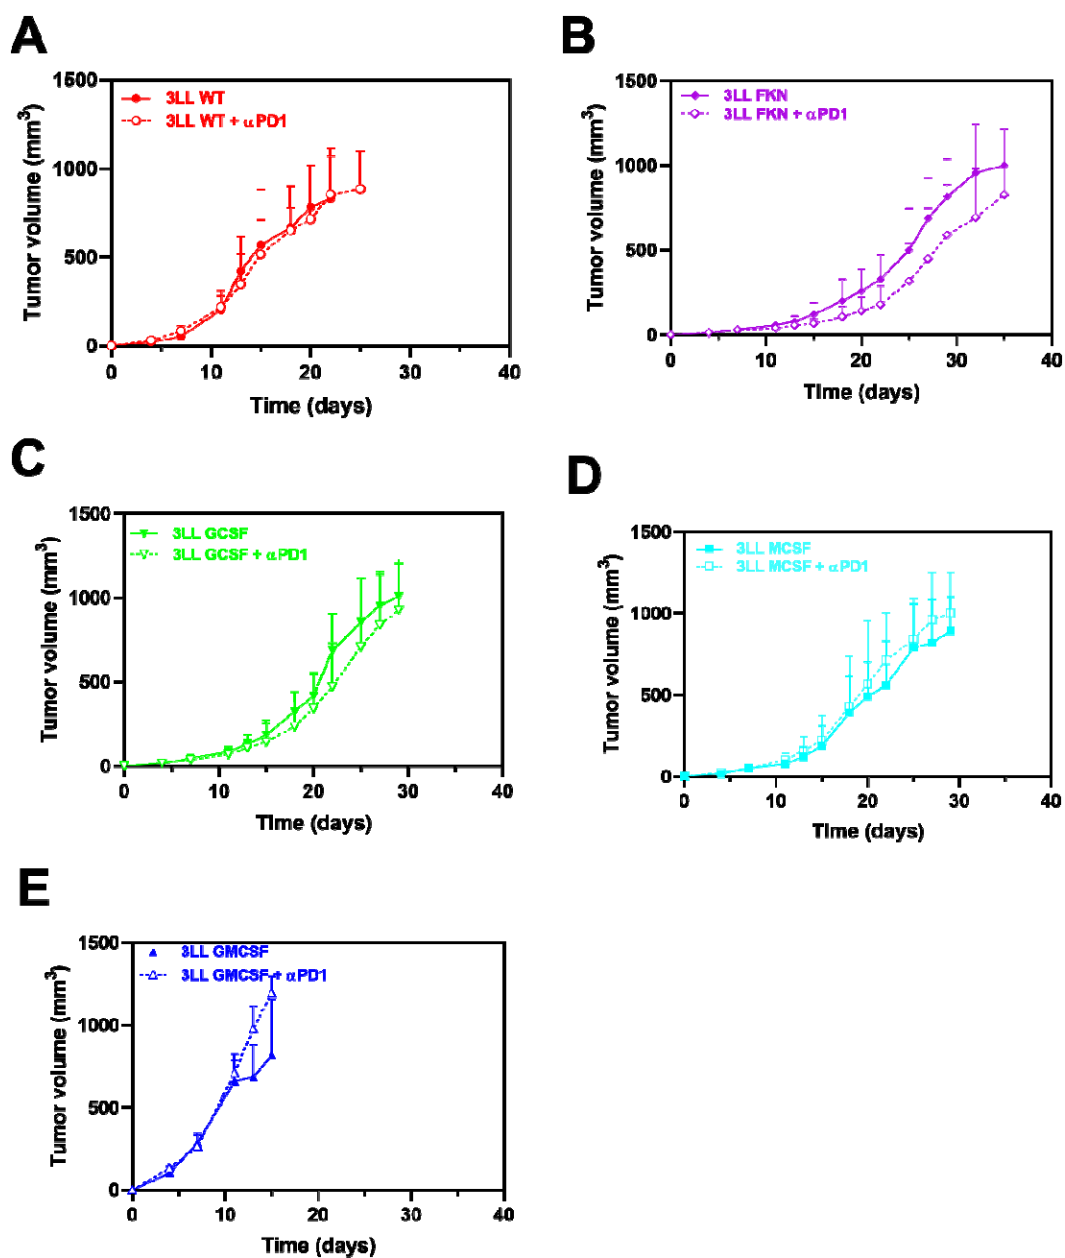 A
1500
1000
500
0
Tumor volume (mm³)
3LL WT
3LL WT + αPD1
0 10 20 30 40
Time (days)
B
1500
1000
500
0
Tumor volume (mm³)
3LL FKN
3LL FKN + αPD1
0 10 20 30 40
Time (days)
C
1500
1000
500
0
Tumor volume (mm³)
3LL GCSF
3LL GCSF + αPD1
0 10 20 30 40
Time (days)
D
1500
1000
500
0
Tumor volume (mm³)
3LL MCSF
3LL MCSF + αPD1
0 10 20 30 40
Time (days)
E
1500
1000
500
0
Tumor volume (mm³)
3LL GMCSF
3LL GMCSF + αPD1
0 10 20 30 40
Time (days)